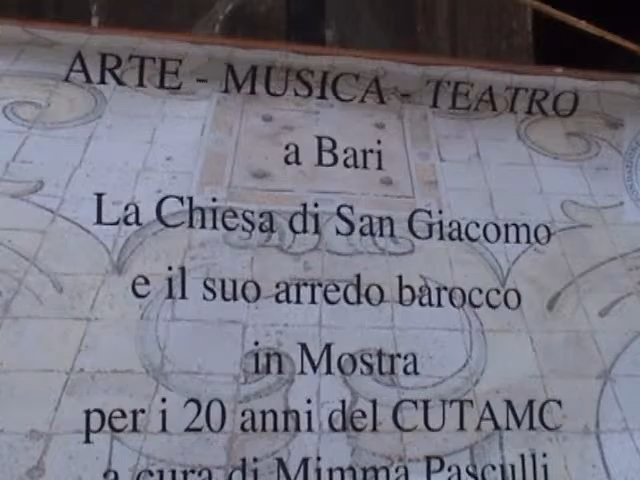 ARTE - MUSICA - TEATRO
a Bari
La Chiesa di San Giacomo
e il suo arredo barocco
in Mostra
per i 20 anni del CUTAMC
a cura di Mimma Pasculli